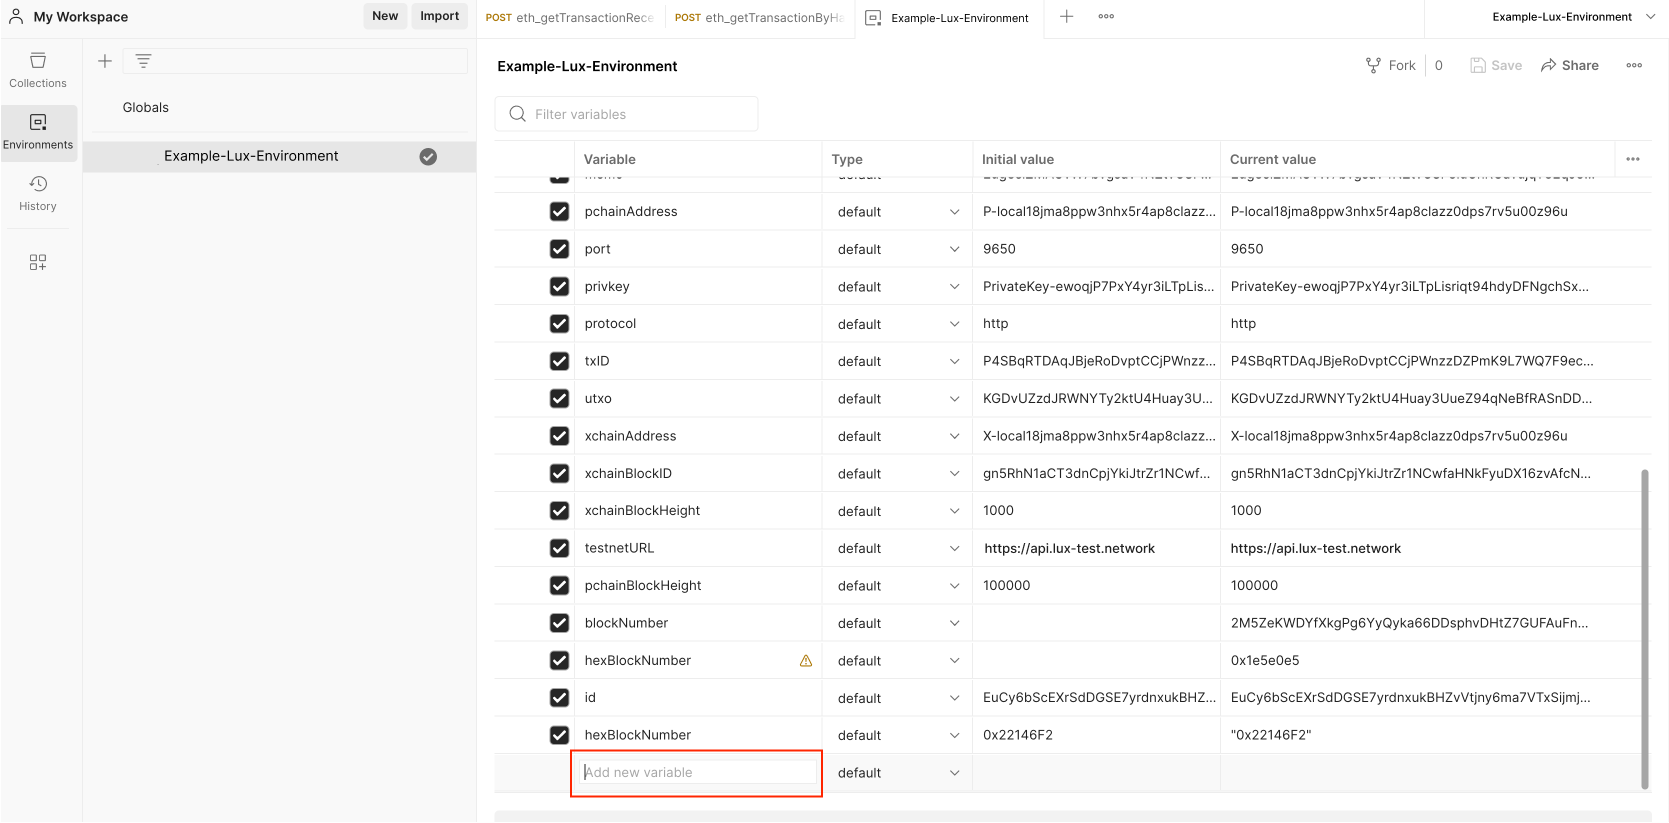 My Workspace
New
Import
POST eth_getTransactionRece
POST eth_getTransactionByHa
Example-Lux-Environment
Example-Lux-Environment
Collections
Environments
History
Globals
Example-Lux-Environment
Example-Lux-Environment
Fork 0
Save
Share
Filter variables
Variable Type Initial value Current value
pchainAddress default P-local18jma8ppw3nhx5r4ap8clazz... P-local18jma8ppw3nhx5r4ap8clazz0dps7rv5u00z96u
port default 9650 9650
privkey default PrivateKey-ewoqjP7PxY4yr3iLTpLis... PrivateKey-ewoqjP7PxY4yr3iLTpLisriqt94hdyDFNgchSx...
protocol default http http
txID default P4SBqRTDAqJBjeRoDvptCCjPWnzz... P4SBqRTDAqJBjeRoDvptCCjPWnzzDZPmK9L7WQ7F9ec...
utxo default KGDvUZzdJRWNYTy2ktU4Huay3U... KGDvUZzdJRWNYTy2ktU4Huay3UueZ94qNeBfRASnDD...
xchainAddress default X-local18jma8ppw3nhx5r4ap8clazz... X-local18jma8ppw3nhx5r4ap8clazz0dps7rv5u00z96u
xchainBlockID default gn5RhN1aCT3dnCpjYkiJtrZr1NCwf... gn5RhN1aCT3dnCpjYkiJtrZr1NCwfaHNkFyuDX16zvAfcN...
xchainBlockHeight default 1000 1000
testnetURL default https://api.lux-test.network https://api.lux-test.network
pchainBlockHeight default 100000 100000
blockNumber default 2M5ZeKWDYfXkgPg6YyQyka66DDsphvDHtZ7GUFAuFn...
hexBlockNumber default 0x1e5e0e5
id default EuCy6bScEXrSdDGSE7yrdnxukBHZ... EuCy6bScEXrSdDGSE7yrdnxukBHZvVtjny6ma7VTxSijmj...
hexBlockNumber default 0x22146F2 "0x22146F2"
Add new variable default